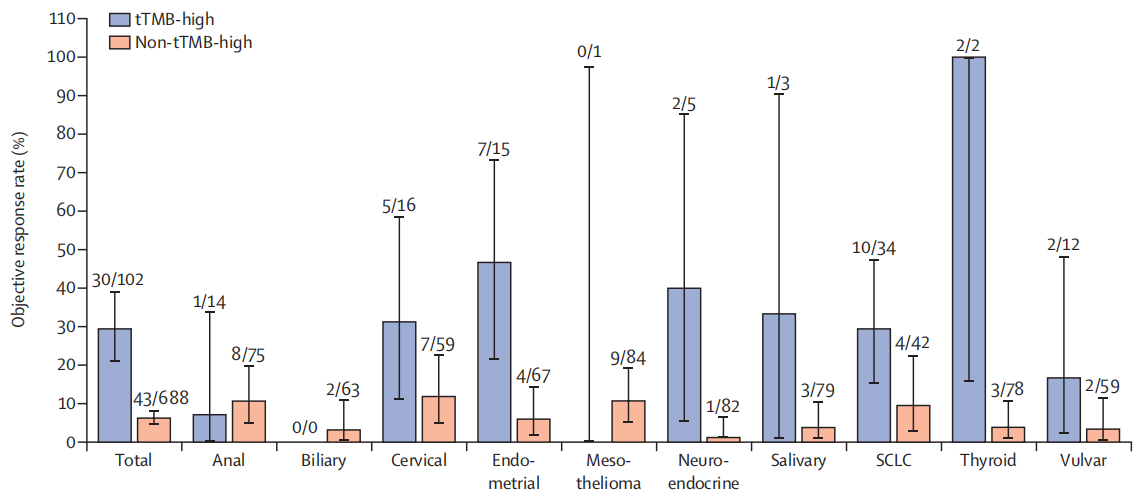 110
100
90
80
70
60
50
40
30
20
10
0
Objective response rate (%)
tTMB-high
Non-tTMB-high
30/102
43/688
1/14
8/75
0/0
2/63
5/16
7/59
7/15
4/67
0/1
9/84
2/5
1/82
1/3
3/79
10/34
4/42
2/2
3/78
2/12
2/59
Total
Anal
Biliary
Cervical
Endo-
metrial
Meso-
thelioma
Neuro-
endocrine
Salivary
SCLC
Thyroid
Vulvar